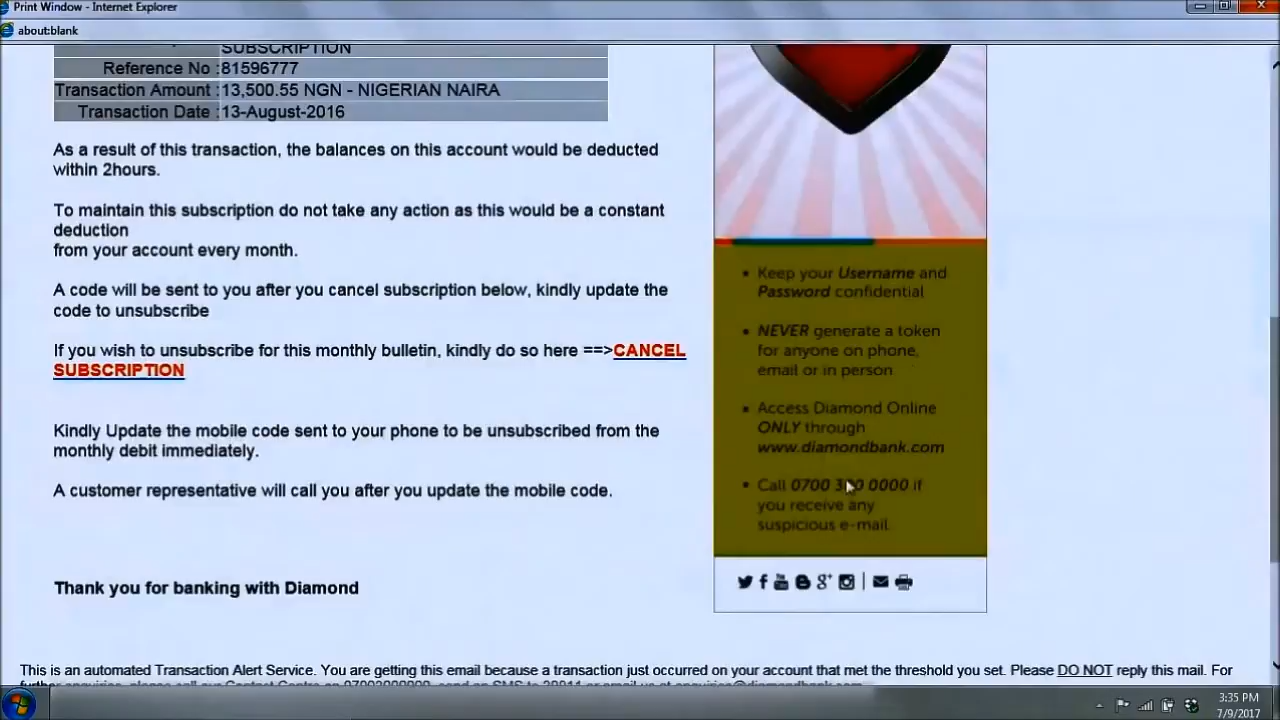 Print Window - Internet Explorer
about:blank
SUBSCRIPTION
Reference No :81596777
Transaction Amount :13,500.55 NGN - NIGERIAN NAIRA
Transaction Date :13-August-2016
As a result of this transaction, the balances on this account would be deducted
within 2hours.
To maintain this subscription do not take any action as this would be a constant
deduction
from your account every month.
A code will be sent to you after you cancel subscription below, kindly update the
code to unsubscribe
If you wish to unsubscribe for this monthly bulletin, kindly do so here ==>CANCEL
SUBSCRIPTION
Kindly Update the mobile code sent to your phone to be unsubscribed from the
monthly debit immediately.
A customer representative will call you after you update the mobile code.
Thank you for banking with Diamond
Keep your Username and
Password confidential
NEVER generate a token
for anyone on phone,
email or in person
Access Diamond Online
ONLY through
www.diamondbank.com
Call 0700 300 0000 if
you receive any
suspicious e-mail
This is an automated Transaction Alert Service. You are getting this email because a transaction just occurred on your account that met the threshold you set. Please DO NOT reply this mail. For
3:35 PM
7/9/2017